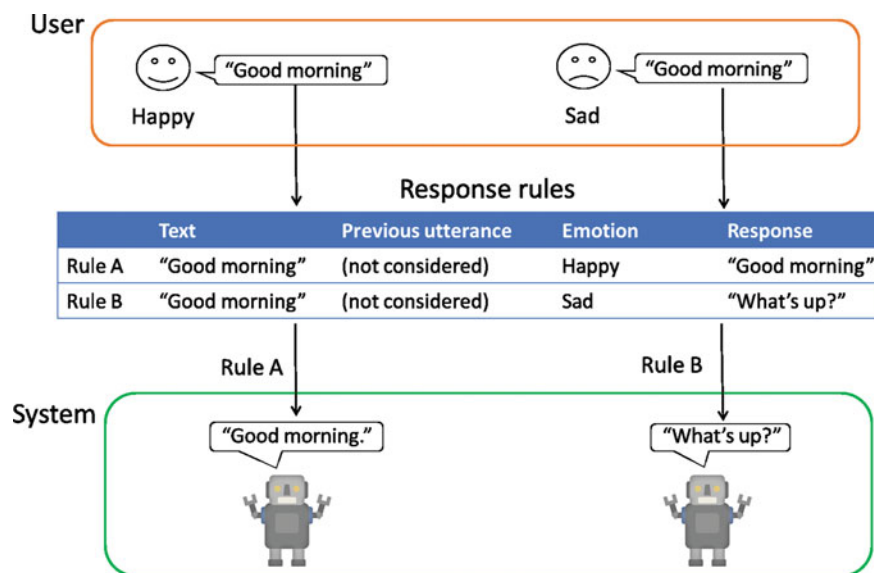 User
“Good morning”
“Good morning”
Happy
Sad
Response rules
Text Previous utterance Emotion Response
Rule A “Good morning” (not considered) Happy “Good morning”
Rule B “Good morning” (not considered) Sad “What’s up?”
Rule A
Rule B
System
“Good morning.”
“What’s up?”